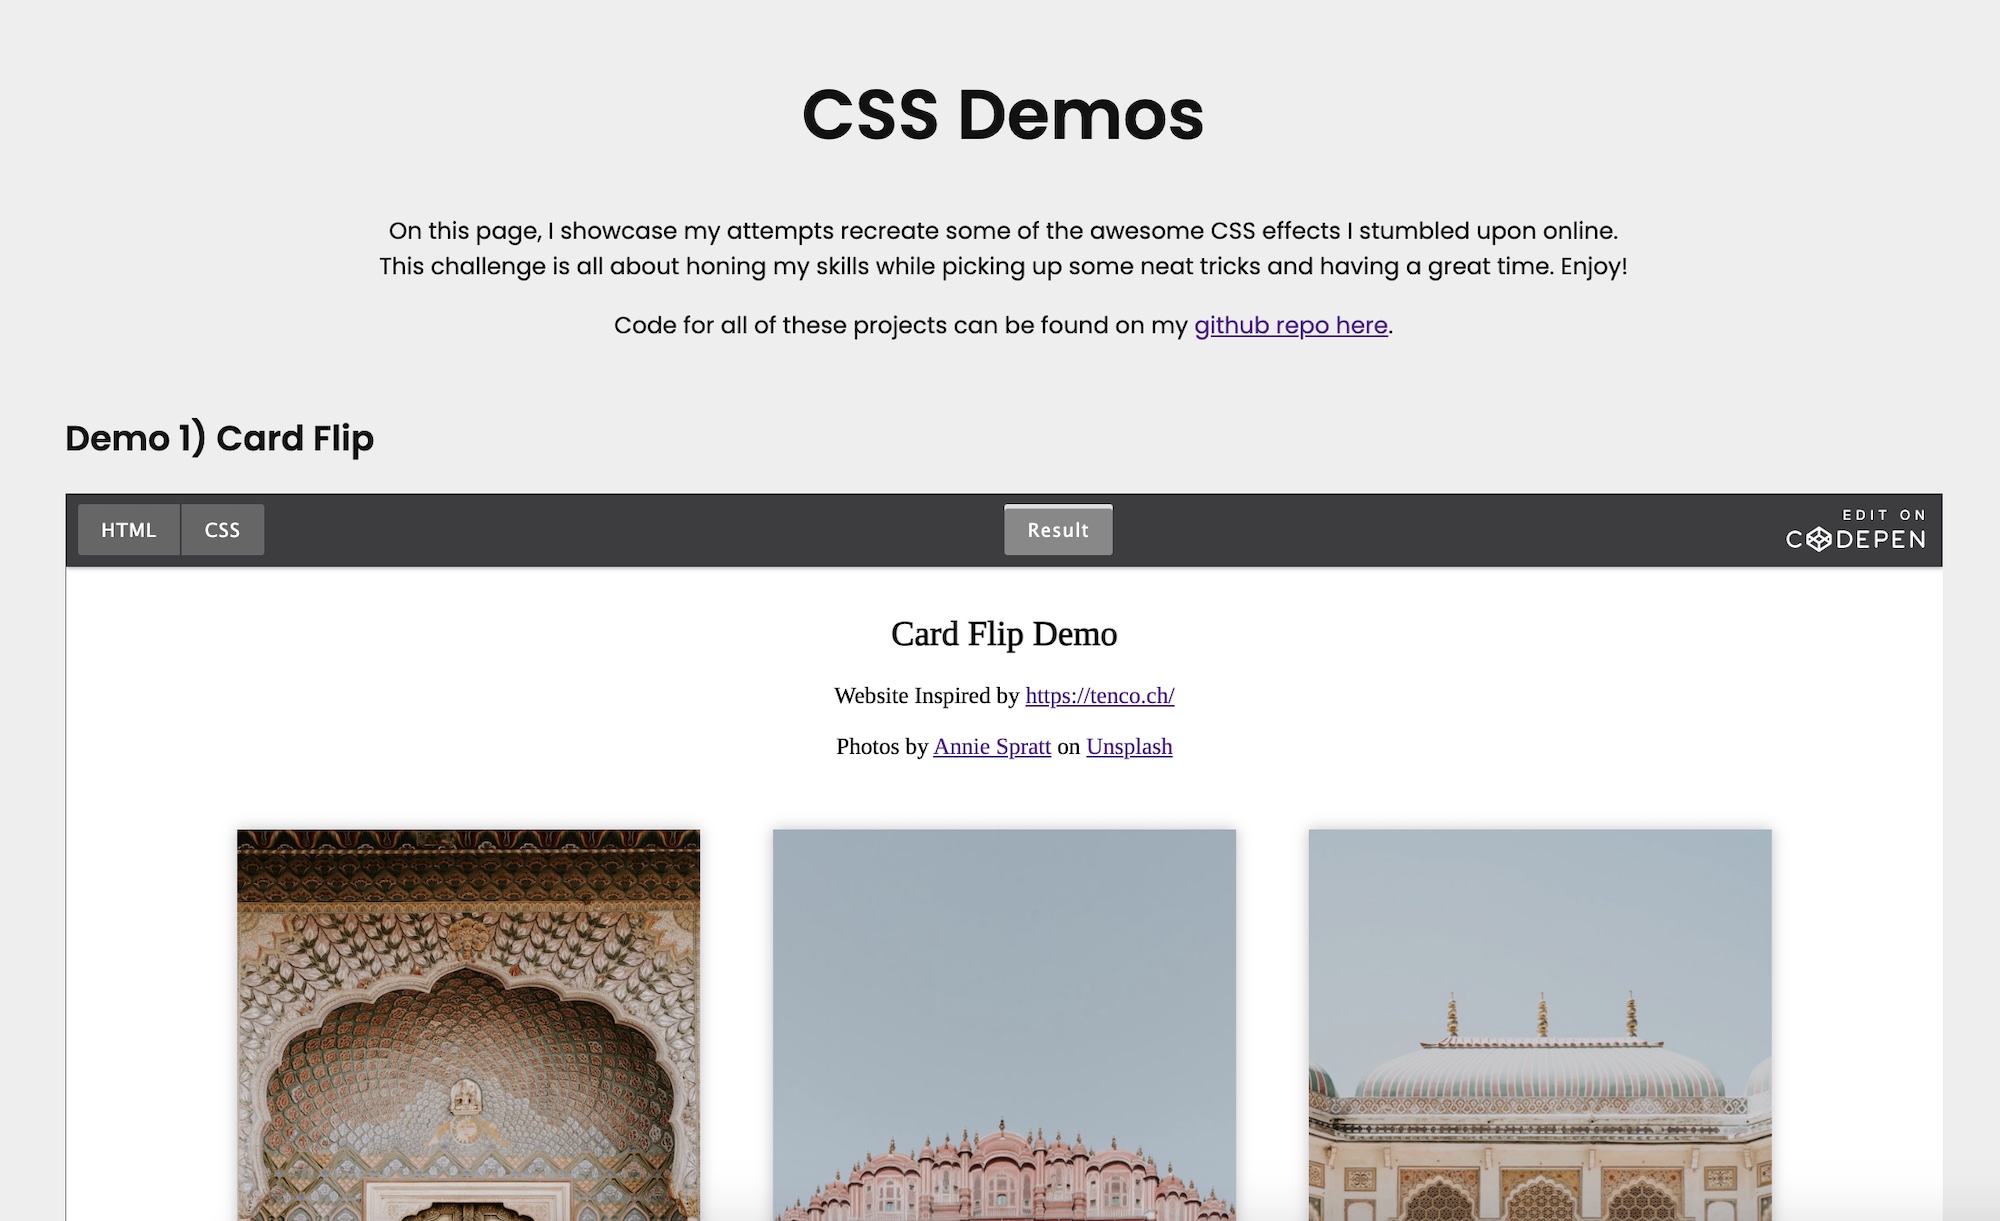 CSS Demos
On this page, I showcase my attempts recreate some of the awesome CSS effects I stumbled upon online.
This challenge is all about honing my skills while picking up some neat tricks and having a great time. Enjoy!
Code for all of these projects can be found on my github repo here.
Demo 1) Card Flip
HTML CSS Result EDIT ON
CODEPEN
Card Flip Demo
Website Inspired by https://tenco.ch/
Photos by Annie Spratt on Unsplash